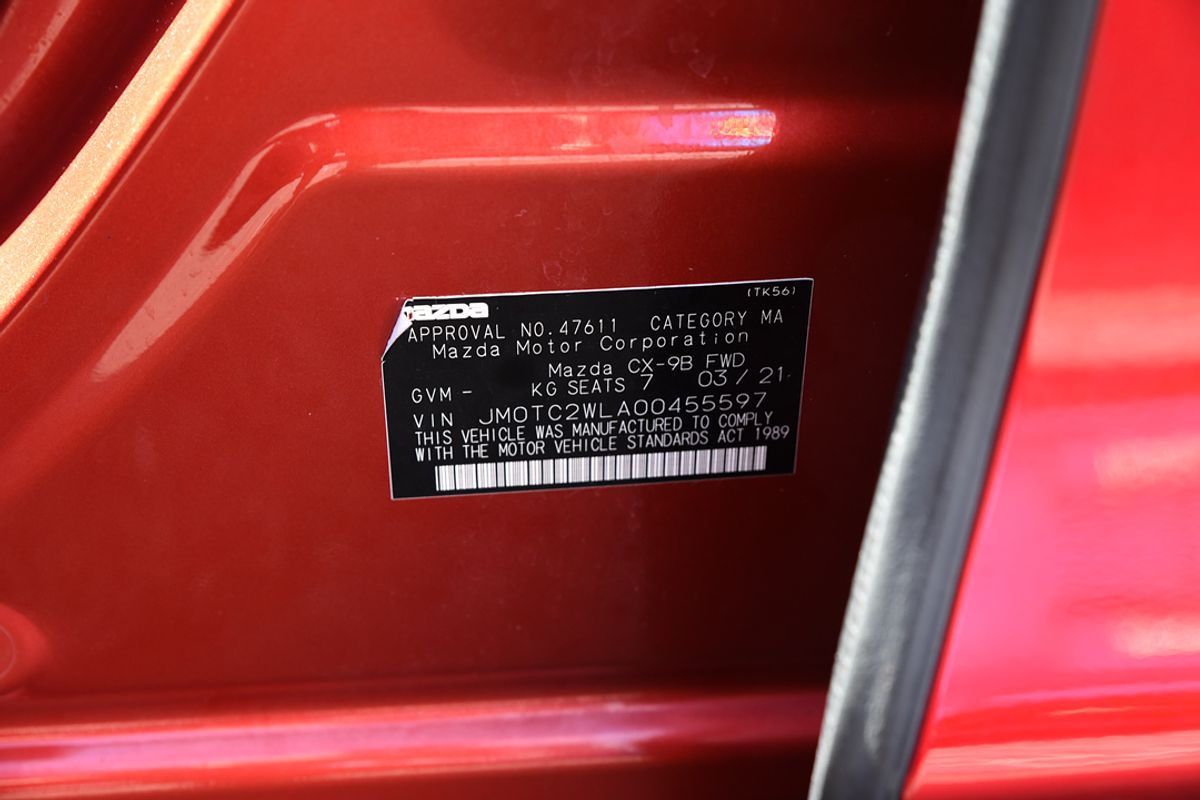 mazda (TK56)
APPROVAL NO.47611 CATEGORY MA
Mazda Motor Corporation
Mazda CX-9B FWD
GVM - KG SEATS 7 03/21
VIN JM0TC2WLA00455597
THIS VEHICLE WAS MANUFACTURED TO COMPLY
WITH THE MOTOR VEHICLE STANDARDS ACT 1989